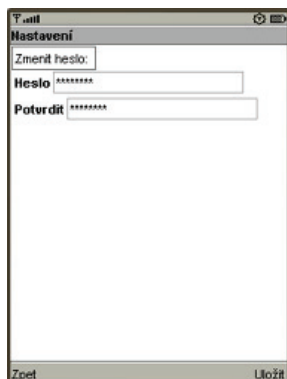 Nastavení
Zmenit heslo:
Heslo ********
Potvrdit ********
Zpet Uložit